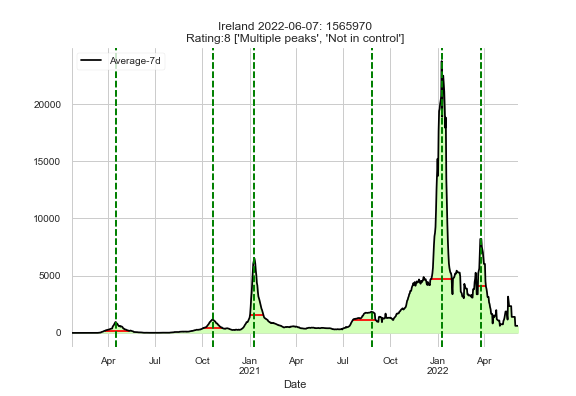 Ireland 2022-06-07: 1565970
Rating:8 ['Multiple peaks', 'Not in control']
Average-7d
20000
15000
10000
5000
0
Apr Jul Oct Jan Apr Jul Oct Jan Apr
2021 2022
Date